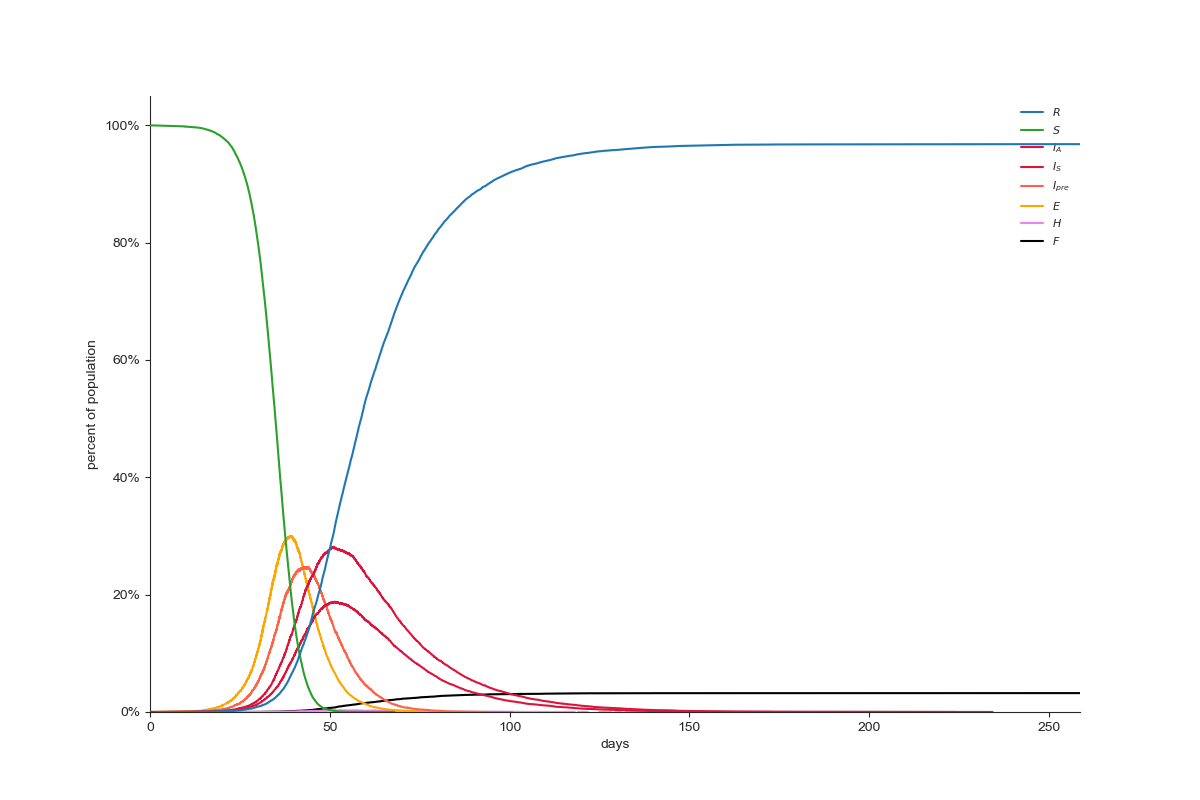 100%
80%
60%
40%
20%
0%
percent of population
0 50 100 150 200 250
days
R
S
I_A
I_S
I_pre
E
H
F